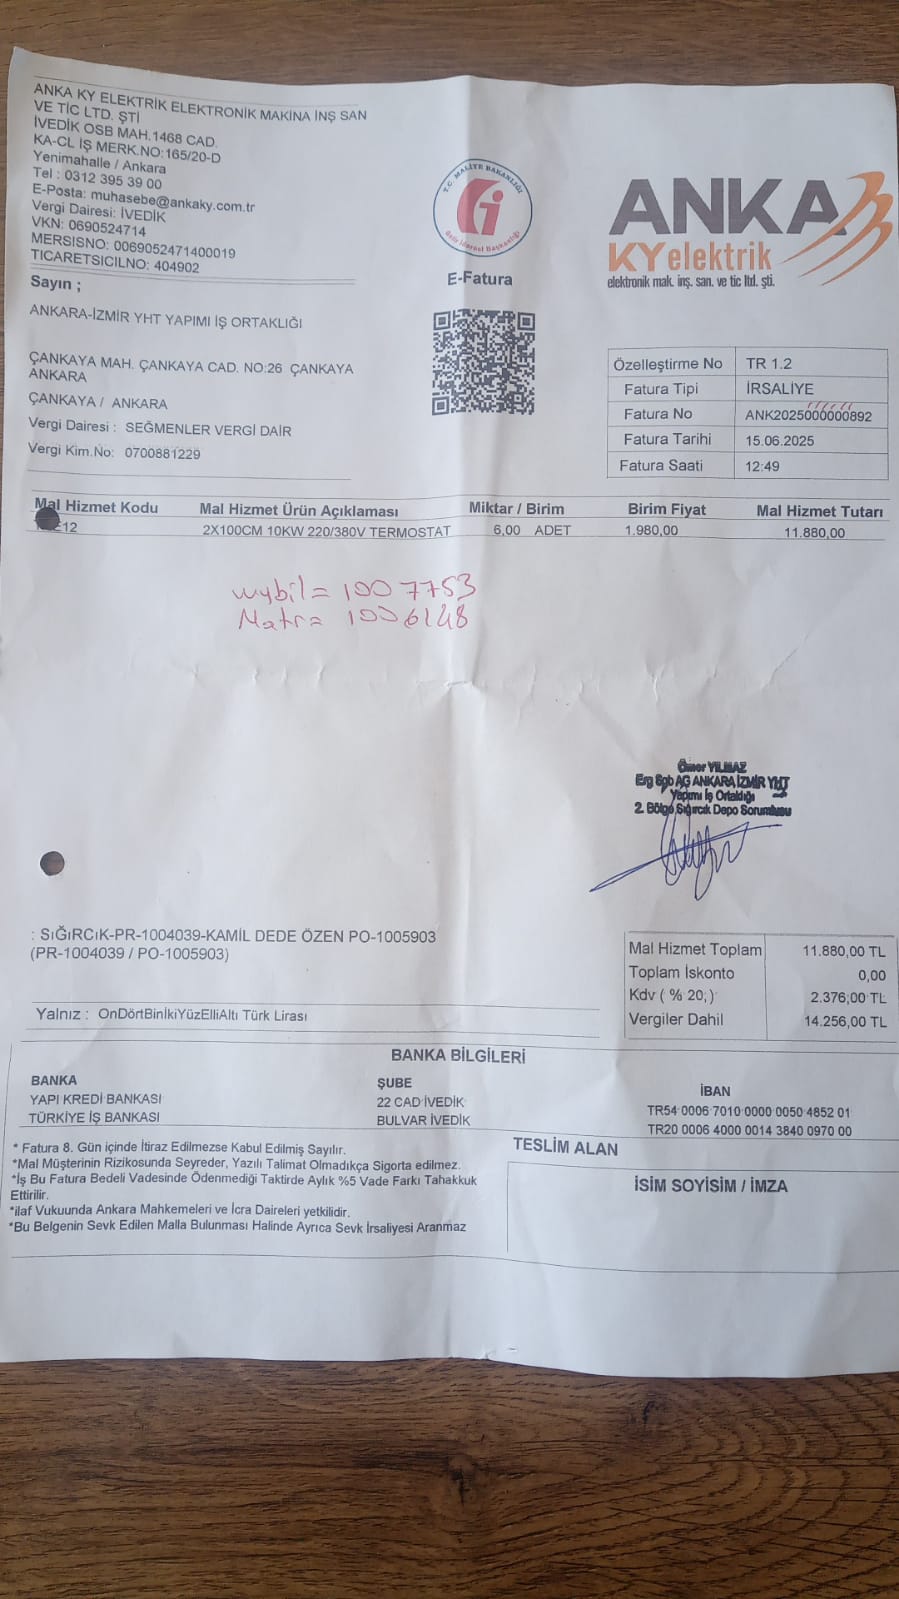 ANKA KY ELEKTRİK ELEKTRONİK MAKİNA İNŞ SAN
VE TİC LTD. ŞTİ
İVEDİK OSB MAH.1468 CAD.
KA-CL İŞ MERK.NO:165/20-D
Yenimahalle / Ankara
Tel : 0312 395 39 00
E-Posta: muhasebe@ankaky.com.tr
Vergi Dairesi: İVEDİK
VKN: 0690524714
MERSISNO: 0069052471400019
TICARETSICILNO: 404902
T.C. MALİYE BAKANLIĞI
Gelir İdaresi Başkanlığı
E-Fatura
ANKA
KY elektrik
elektronik mak. inş. san. ve tic ltd. şti.
Sayın ;
ANKARA-İZMİR YHT YAPIMI İŞ ORTAKLIĞI
ÇANKAYA MAH. ÇANKAYA CAD. NO:26 ÇANKAYA
ANKARA
ÇANKAYA / ANKARA
Vergi Dairesi : SEĞMENLER VERGİ DAİR
Vergi Kim.No: 0700881229
Özelleştirme No TR 1.2
Fatura Tipi İRSALİYE
Fatura No ANK2025000000892
Fatura Tarihi 15.06.2025
Fatura Saati 12:49
Mal Hizmet Kodu Mal Hizmet Ürün Açıklaması Miktar / Birim Birim Fiyat Mal Hizmet Tutarı
12 2X100CM 10KW 220/380V TERMOSTAT 6,00 ADET 1.980,00 11.880,00
wybil= 1007753
Matr= 1006148
Ömer YILMAZ
Erg Sgb AG ANKARA İZMİR YHT
Yapımı İş Ortaklığı
2. Bölge Sığırcık Depo Sorumlusu
: SıĞıRCıK-PR-1004039-KAMİL DEDE ÖZEN PO-1005903
(PR-1004039 / PO-1005903)
Mal Hizmet Toplam 11.880,00 TL
Toplam İskonto 0,00
Kdv ( % 20; ) 2.376,00 TL
Vergiler Dahil 14.256,00 TL
Yalnız : OnDörtBinİkiYüzElliAltı Türk Lirası
BANKA BİLGİLERİ
BANKA ŞUBE İBAN
YAPI KREDİ BANKASI 22 CAD İVEDİK TR54 0006 7010 0000 0050 4852 01
TÜRKİYE İŞ BANKASI BULVAR İVEDİK TR20 0006 4000 0014 3840 0970 00
* Fatura 8. Gün içinde İtiraz Edilmezse Kabul Edilmiş Sayılır.
*Mal Müşterinin Rizikosunda Seyreder, Yazılı Talimat Olmadıkça Sigorta edilmez.
*İş Bu Fatura Bedeli Vadesinde Ödenmediği Taktirde Aylık %5 Vade Farkı Tahakkuk
Ettirilir.
*ilaf Vukuunda Ankara Mahkemeleri ve İcra Daireleri yetkilidir.
*Bu Belgenin Sevk Edilen Malla Bulunması Halinde Ayrıca Sevk İrsaliyesi Aranmaz
TESLİM ALAN
İSİM SOYİSİM / İMZA